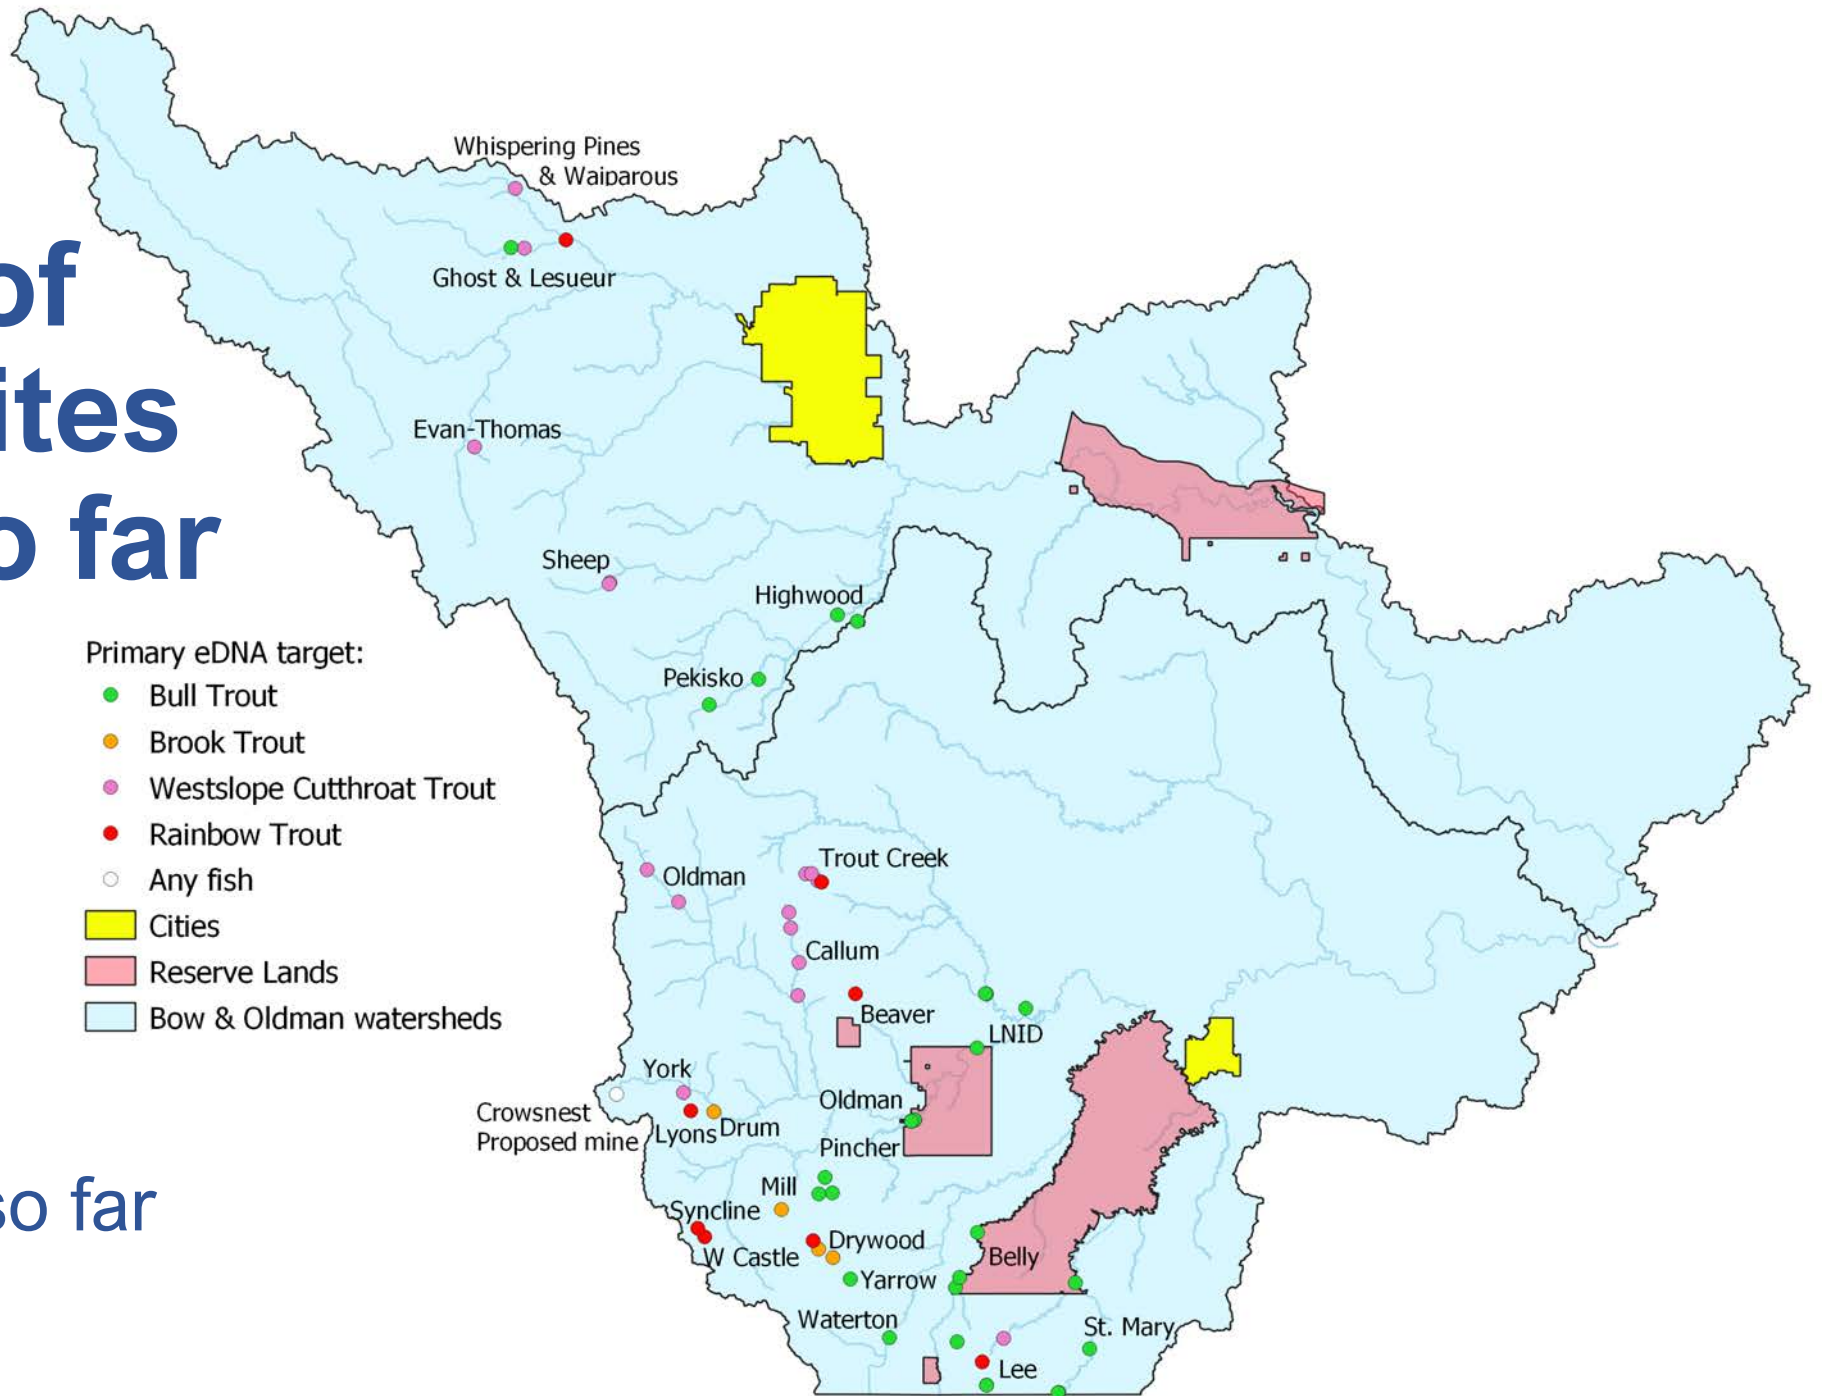 of
ites
o far
so far
Whispering Pines
& Waiparous
Ghost & Lesueur
Evan-Thomas
Sheep
Highwood
Pekisko
Primary eDNA target:
Bull Trout
Brook Trout
Westslope Cutthroat Trout
Rainbow Trout
Any fish
Cities
Reserve Lands
Bow & Oldman watersheds
Trout Creek
Oldman
Callum
Beaver
LNID
York
Oldman
Crowsnest
Proposed mine
Lyons
Drum
Pincher
Mill
Syncline
Drywood
W Castle
Belly
Yarrow
Waterton
St. Mary
Lee